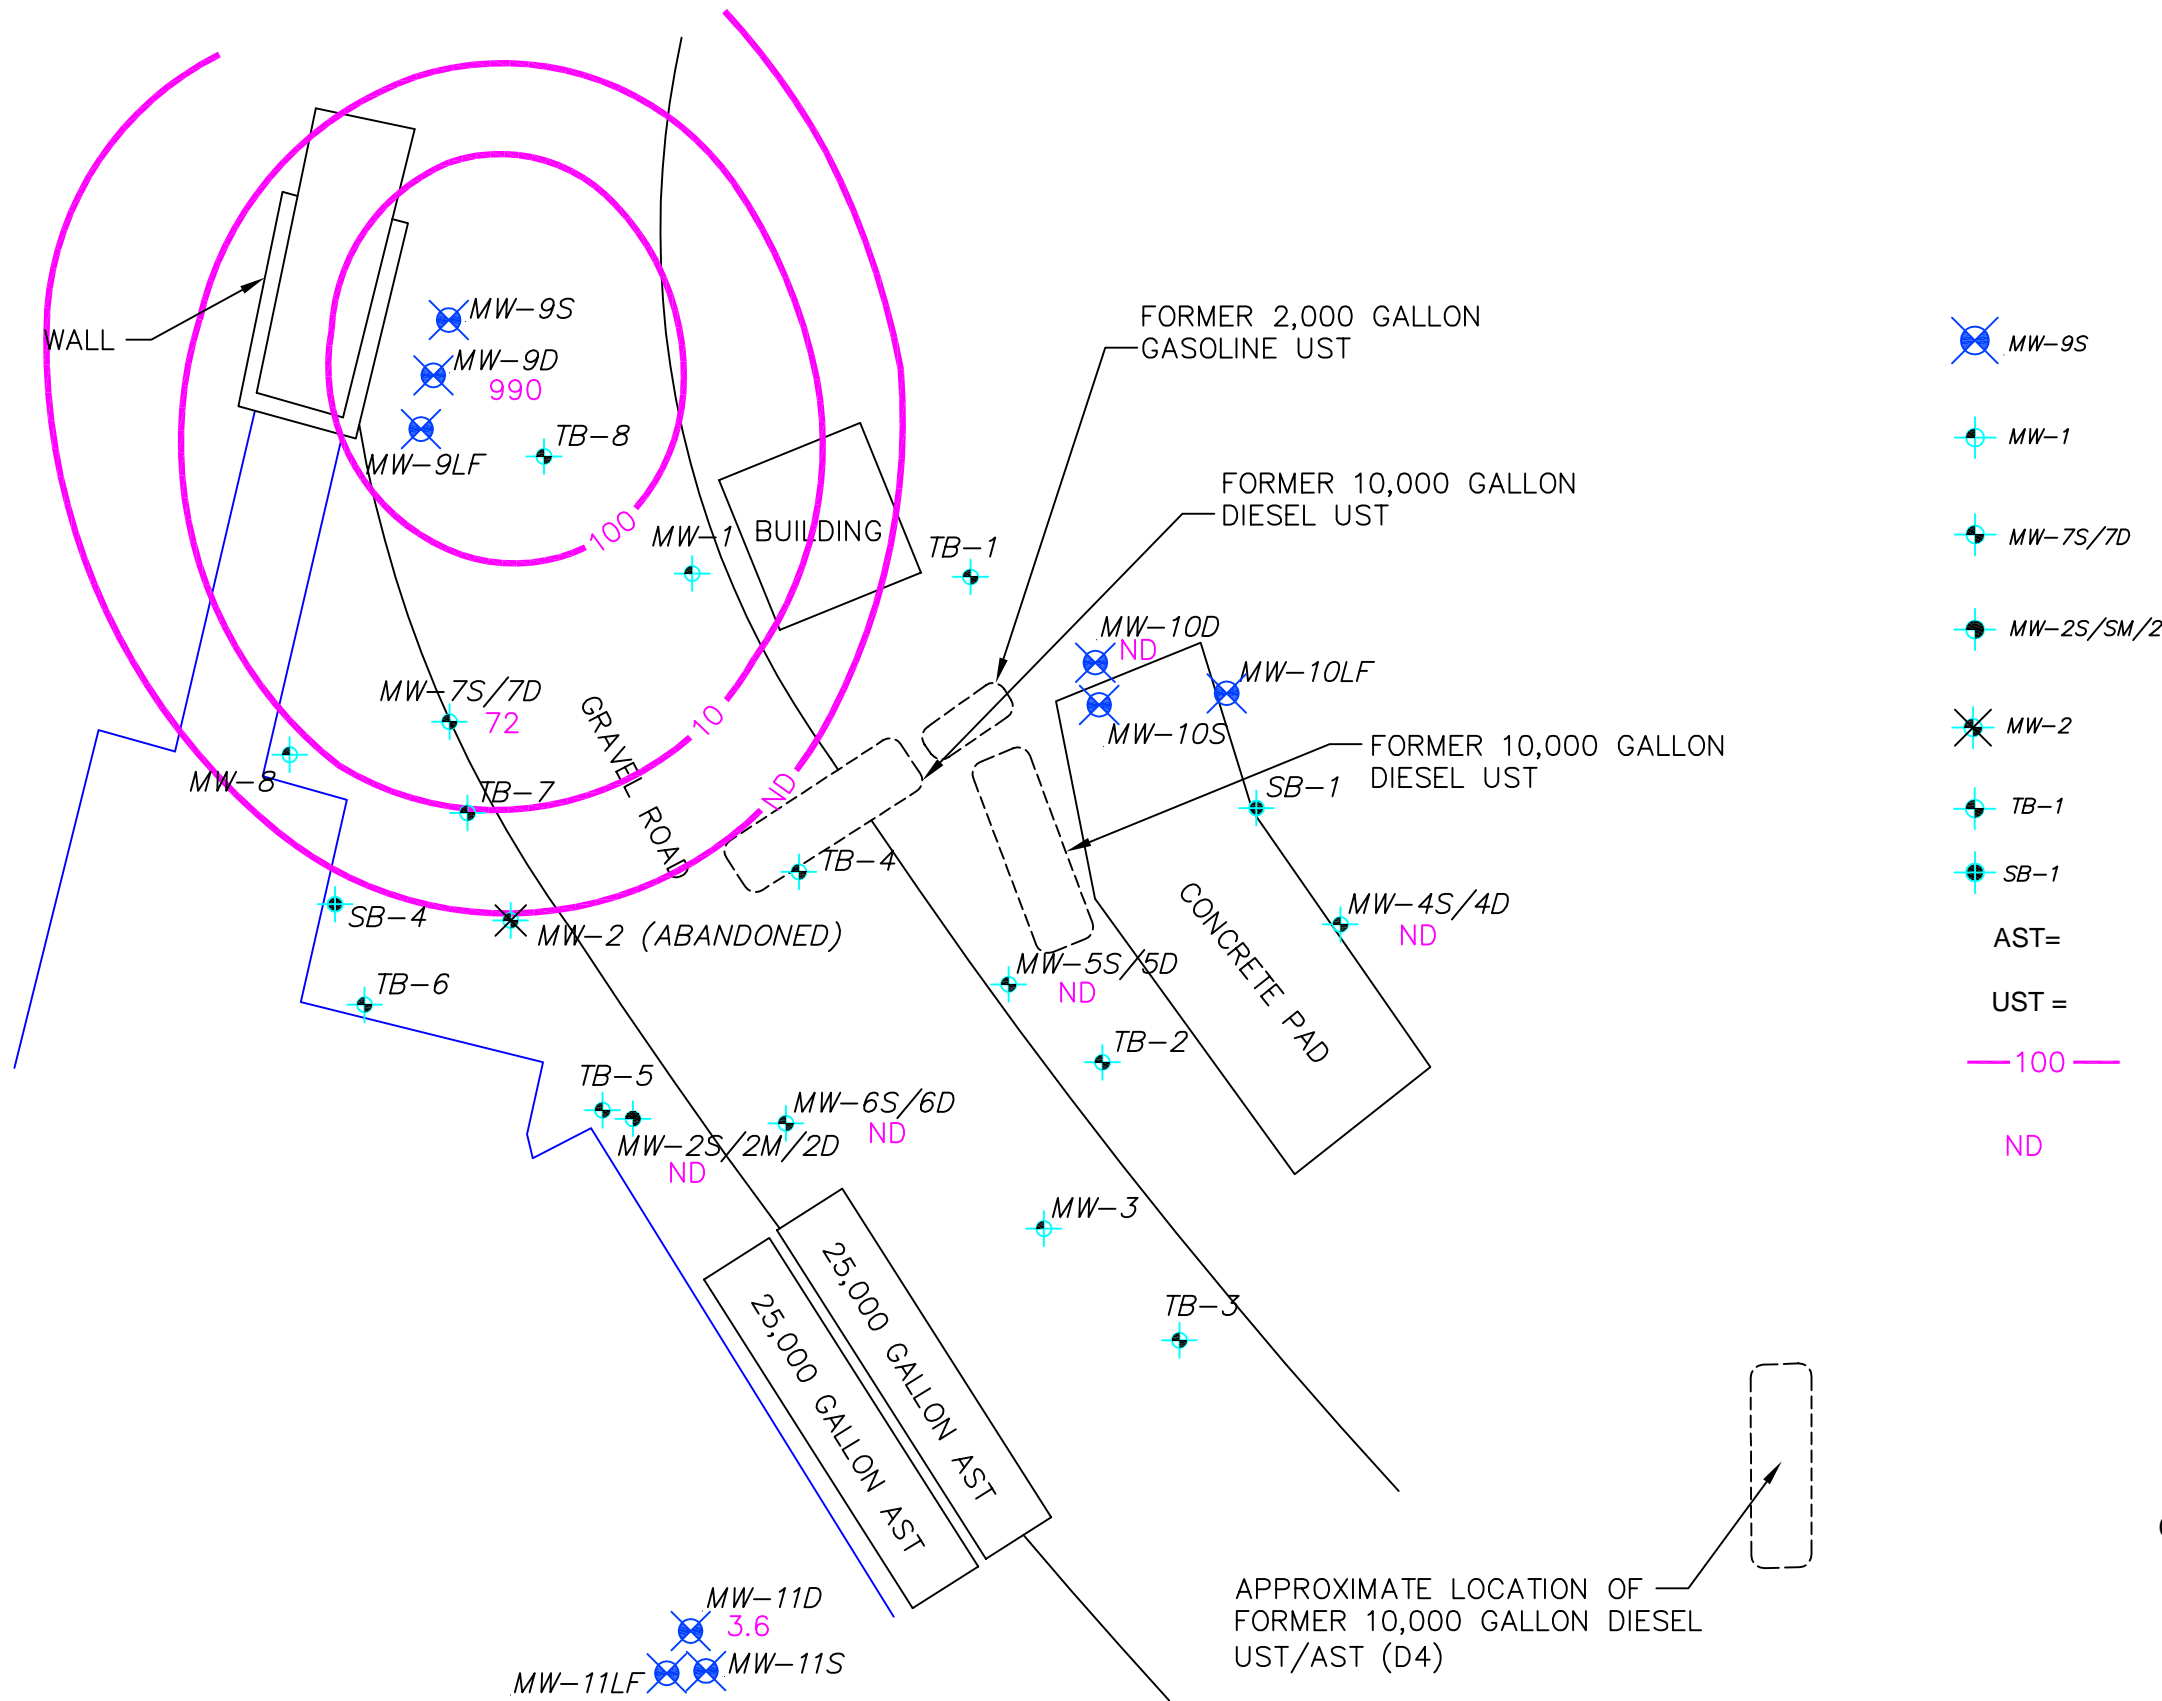 MW-9S
WALL
MW-9D
990
MW-9LF
TB-8
100
MW-1
BUILDING
TB-1
FORMER 2,000 GALLON
GASOLINE UST
FORMER 10,000 GALLON
DIESEL UST
MW-10D
ND
MW-10LF
MW-10S
MW-7S/7D
72
GRAVEL ROAD
10
MW-8
TB-7
ND
FORMER 10,000 GALLON
DIESEL UST
SB-1
TB-4
SB-4
MW-2 (ABANDONED)
CONCRETE PAD
MW-4S/4D
ND
MW-5S/5D
ND
TB-6
TB-2
TB-5
MW-6S/6D
ND
MW-2S/2M/2D
ND
MW-3
25,000 GALLON AST
25,000 GALLON AST
TB-3
MW-11D
3.6
MW-11S
MW-11LF
APPROXIMATE LOCATION OF
FORMER 10,000 GALLON DIESEL
UST/AST (D4)
MW-9S
MW-1
MW-7S/7D
MW-2S/SM/2
MW-2
TB-1
SB-1
AST=
UST =
100
ND